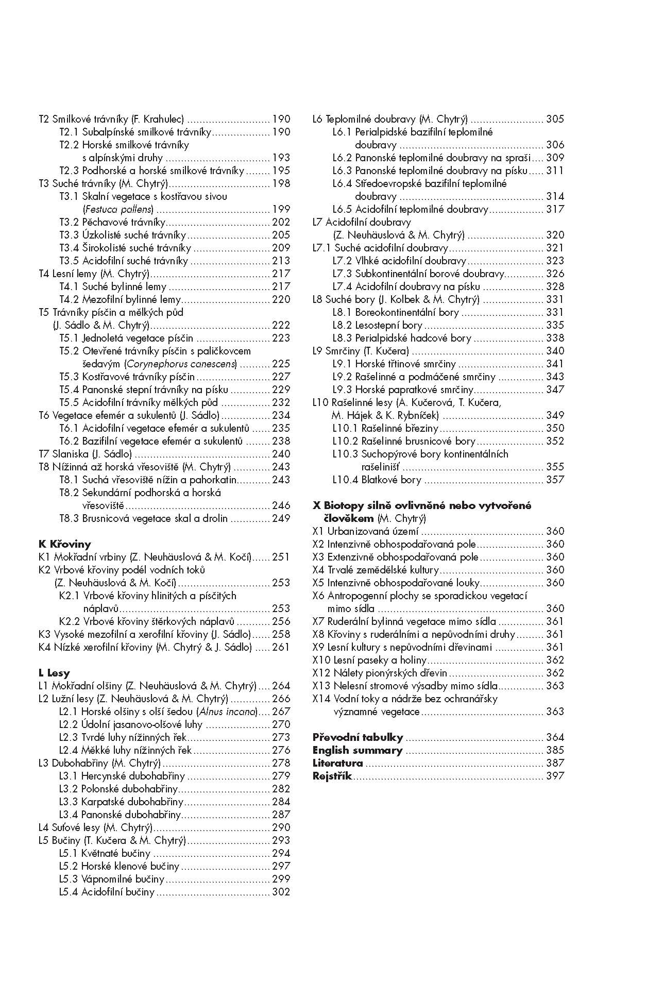 T2 Smilkové trávníky (F. Krahulec) ........................... 190
T2.1 Subalpínské smilkové trávníky................... 190
T2.2 Horské smilkové trávníky
s alpínskými druhy .................................. 193
T2.3 Podhorské a horské smilkové trávníky ........ 195
T3 Suché trávníky (M. Chytrý)................................. 198
T3.1 Skalní vegetace s kostřavou sivou
(Festuca pallens) ..................................... 199
T3.2 Pěchavové trávníky.................................. 202
T3.3 Úzkolisté suché trávníky........................... 205
T3.4 Širokolisté suché trávníky ......................... 209
T3.5 Acidofilní suché trávníky .......................... 213
T4 Lesní lemy (M. Chytrý)....................................... 217
T4.1 Suché bylinné lemy ................................. 217
T4.2 Mezofilní bylinné lemy............................. 220
T5 Trávníky písčin a mělkých půd
(J. Sádlo & M. Chytrý)....................................... 222
T5.1 Jednoletá vegetace písčin ........................ 223
T5.2 Otevřené trávníky písčin s paličkovcem
šedavým (Corynephorus canescens) .......... 225
T5.3 Kostřavové trávníky písčin ........................ 227
T5.4 Panonské stepní trávníky na písku ............. 229
T5.5 Acidofilní trávníky mělkých půd ................ 232
T6 Vegetace efemér a sukulentů (J. Sádlo)................ 234
T6.1 Acidofilní vegetace efemér a sukulentů ...... 235
T6.2 Bazifilní vegetace efemér a sukulentů ........ 238
T7 Slaniska (J. Sádlo) ............................................ 240
T8 Nížinná až horská vřesoviště (M. Chytrý) ............ 243
T8.1 Suchá vřesoviště nížin a pahorkatin........... 243
T8.2 Sekundární podhorská a horská
vřesoviště............................................... 246
T8.3 Brusnicová vegetace skal a drolin ............. 249
K Křoviny
K1 Mokřadní vrbiny (Z. Neuhäuslová & M. Kočí)...... 251
K2 Vrbové křoviny podél vodních toků
(Z. Neuhäuslová & M. Kočí).............................. 253
K2.1 Vrbové křoviny hlinitých a písčitých
náplavů................................................. 253
K2.2 Vrbové křoviny štěrkových náplavů ........... 256
K3 Vysoké mezofilní a xerofilní křoviny (J. Sádlo)...... 258
K4 Nízké xerofilní křoviny (M. Chytrý & J. Sádlo) ..... 261
L Lesy
L1 Mokřadní olšiny (Z. Neuhäuslová & M. Chytrý).... 264
L2 Lužní lesy (Z. Neuhäuslová & M. Chytrý) ............. 266
L2.1 Horské olšiny s olší šedou (Alnus incana).... 267
L2.2 Údolní jasanovo-olšové luhy ..................... 270
L2.3 Tvrdé luhy nížinných řek........................... 273
L2.4 Měkké luhy nížinných řek ......................... 276
L3 Dubohabřiny (M. Chytrý)................................... 278
L3.1 Hercynské dubohabřiny ........................... 279
L3.2 Polonské dubohabřiny.............................. 282
L3.3 Karpatské dubohabřiny............................ 284
L3.4 Panonské dubohabřiny............................. 287
L4 Suťové lesy (M. Chytrý)...................................... 290
L5 Bučiny (T. Kučera & M. Chytrý)........................... 293
L5.1 Květnaté bučiny ...................................... 294
L5.2 Horské klenové bučiny ............................. 297
L5.3 Vápnomilné bučiny.................................. 299
L5.4 Acidofilní bučiny ..................................... 302
L6 Teplomilné doubravy (M. Chytrý) ........................ 305
L6.1 Perialpidské bazifilní teplomilné
doubravy ............................................... 306
L6.2 Panonské teplomilné doubravy na spraši.... 309
L6.3 Panonské teplomilné doubravy na písku..... 311
L6.4 Středoevropské bazifilní teplomilné
doubravy ............................................... 314
L6.5 Acidofilní teplomilné doubravy.................. 317
L7 Acidofilní doubravy
(Z. Neuhäuslová & M. Chytrý) ......................... 320
L7.1 Suché acidofilní doubravy............................... 321
L7.2 Vlhké acidofilní doubravy......................... 323
L7.3 Subkontinentální borové doubravy............. 326
L7.4 Acidofilní doubravy na písku .................... 328
L8 Suché bory (J. Kolbek & M. Chytrý) .................... 331
L8.1 Boreokontinentální bory ........................... 331
L8.2 Lesostepní bory ....................................... 335
L8.3 Perialpidské hadcové bory ....................... 338
L9 Smrčiny (T. Kučera) ........................................... 340
L9.1 Horské třtinové smrčiny ............................ 341
L9.2 Rašelinné a podmáčené smrčiny ............... 343
L9.3 Horské papratkové smrčiny....................... 347
L10 Rašelinné lesy (A. Kučerová, T. Kučera,
M. Hájek & K. Rybníček) ................................. 349
L10.1 Rašelinné březiny.................................. 350
L10.2 Rašelinné brusnicové bory...................... 352
L10.3 Suchopýrové bory kontinentálních
rašelinišť .............................................. 355
L10.4 Blatkové bory ....................................... 357
X Biotopy silně ovlivněné nebo vytvořené
člověkem (M. Chytrý)
X1 Urbanizovaná území ........................................ 360
X2 Intenzivně obhospodařovaná pole...................... 360
X3 Extenzivně obhospodařovaná pole..................... 360
X4 Trvalé zemědělské kultury.................................. 360
X5 Intenzivně obhospodařované louky..................... 360
X6 Antropogenní plochy se sporadickou vegetací
mimo sídla ...................................................... 360
X7 Ruderální bylinná vegetace mimo sídla ............... 361
X8 Křoviny s ruderálními a nepůvodními druhy......... 361
X9 Lesní kultury s nepůvodními dřevinami ................ 361
X10 Lesní paseky a holiny...................................... 362
X12 Nálety pionýrských dřevin............................... 362
X13 Nelesní stromové výsadby mimo sídla............... 363
X14 Vodní toky a nádrže bez ochranářsky
významné vegetace........................................ 363
Převodní tabulky ............................................. 364
English summary ............................................. 385
Literatura .......................................................... 387
Rejstřík.............................................................. 397